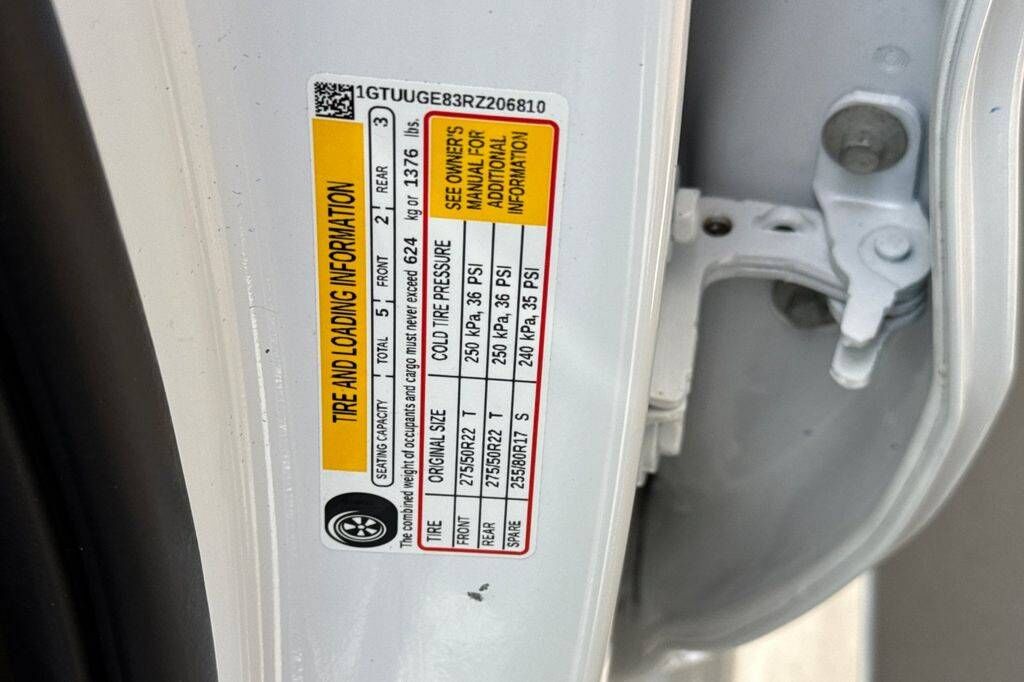 1GTUUGE83RZ206810
TIRE AND LOADING INFORMATION
SEATING CAPACITY TOTAL 5 FRONT 2 REAR 3
The combined weight of occupants and cargo must never exceed 624 kg or 1376 lbs.
TIRE ORIGINAL SIZE COLD TIRE PRESSURE
FRONT 275/50R22 T 250 kPa, 36 PSI
REAR 275/50R22 T 250 kPa, 36 PSI
SPARE 255/80R17 S 240 kPa, 35 PSI
SEE OWNER'S
MANUAL FOR
ADDITIONAL
INFORMATION